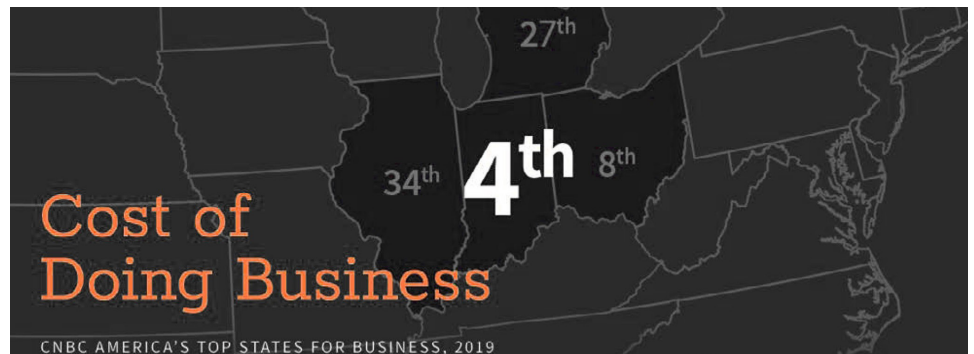 27th
34th
4th
8th
Cost of
Doing Business
CNBC AMERICA'S TOP STATES FOR BUSINESS, 2019